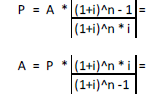 P = A * (1+i)^n - 1 =
(1+i)^n * i
A = P * (1+i)^n * i =
(1+i)^n -1